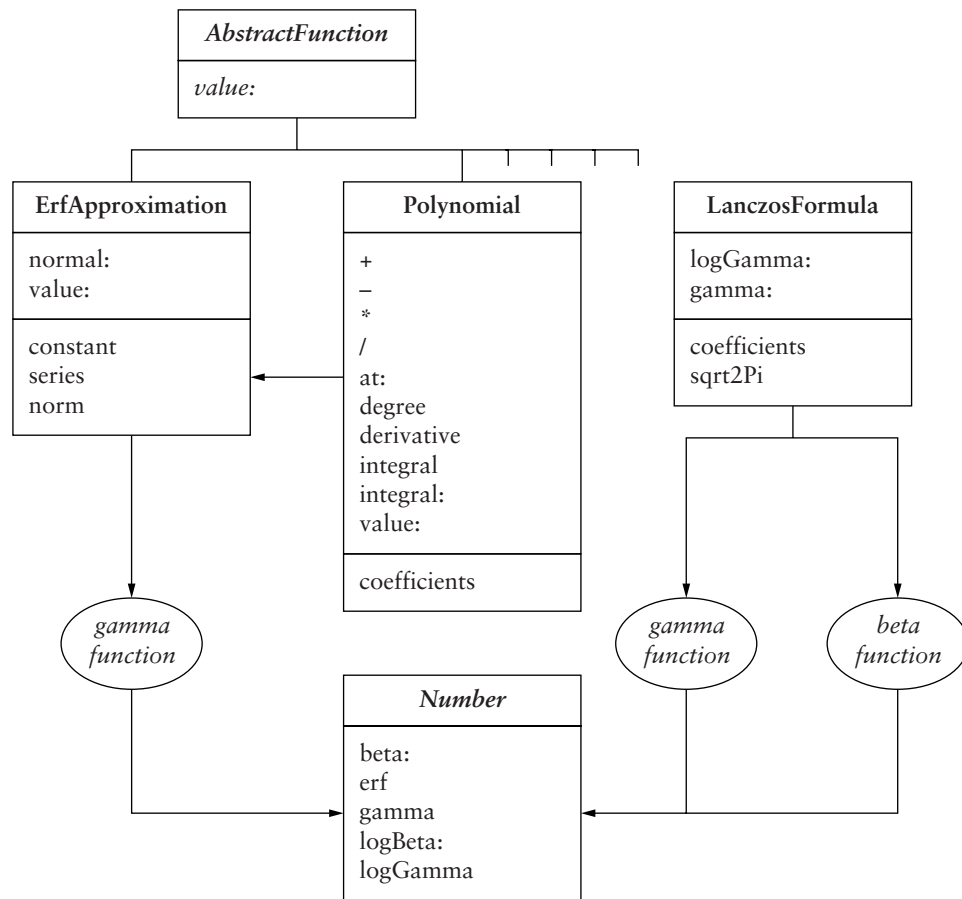 AbstractFunction
value:
ErfApproximation
normal:
value:
constant
series
norm
Polynomial
+
–
*
/
at:
degree
derivative
integral
integral:
value:
coefficients
LanczosFormula
logGamma:
gamma:
coefficients
sqrt2Pi
gamma
function
gamma
function
beta
function
Number
beta:
erf
gamma
logBeta:
logGamma